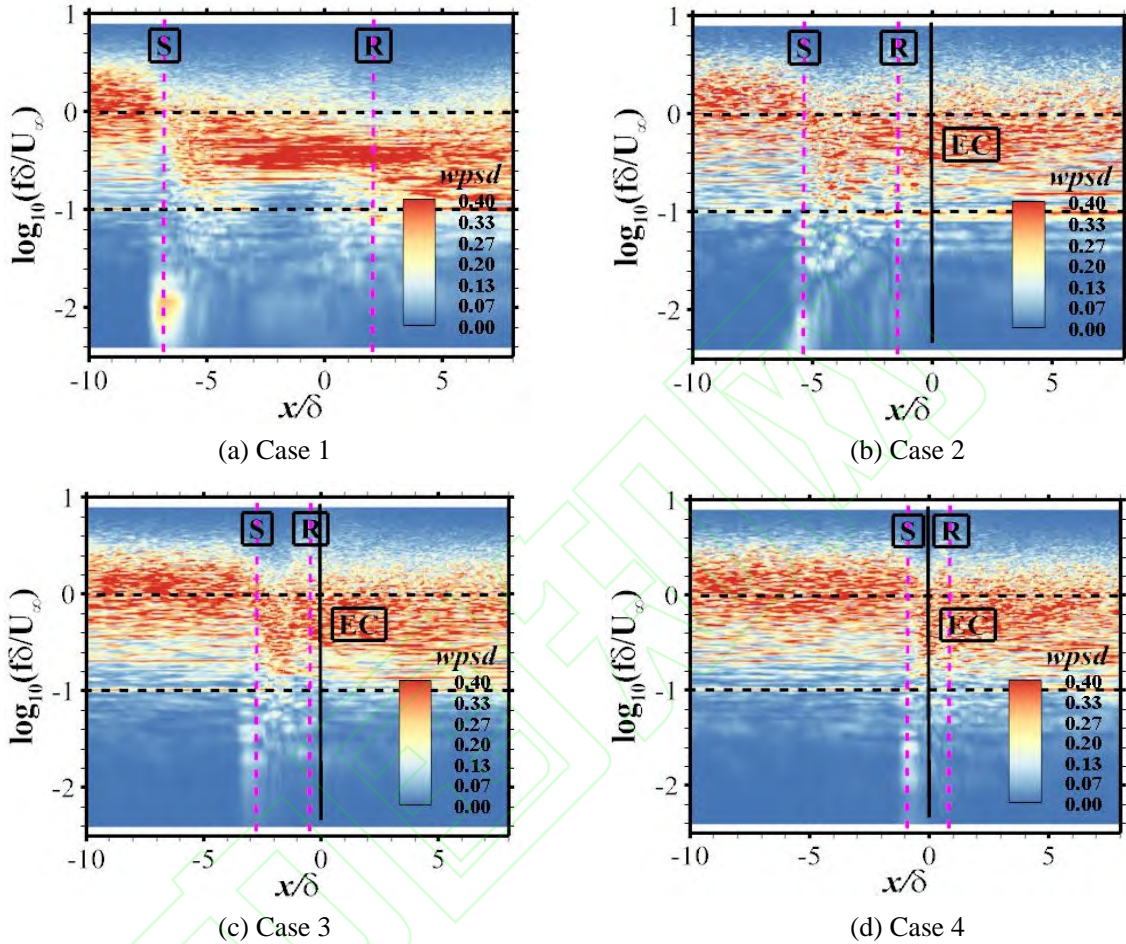 1
0
-1
-2
log₁₀(fδ/U∞)
S
R
wpsd
0.40
0.33
0.27
0.20
0.13
0.07
0.00
-10
-5
0
5
x/δ
(a) Case 1
1
0
-1
-2
log₁₀(fδ/U∞)
S
R
EC
wpsd
0.40
0.33
0.27
0.20
0.13
0.07
0.00
-10
-5
0
5
x/δ
(b) Case 2
1
0
-1
-2
log₁₀(fδ/U∞)
S
R
EC
wpsd
0.40
0.33
0.27
0.20
0.13
0.07
0.00
-10
-5
0
5
x/δ
(c) Case 3
1
0
-1
-2
log₁₀(fδ/U∞)
S
R
EC
wpsd
0.40
0.33
0.27
0.20
0.13
0.07
0.00
-10
-5
0
5
x/δ
(d) Case 4